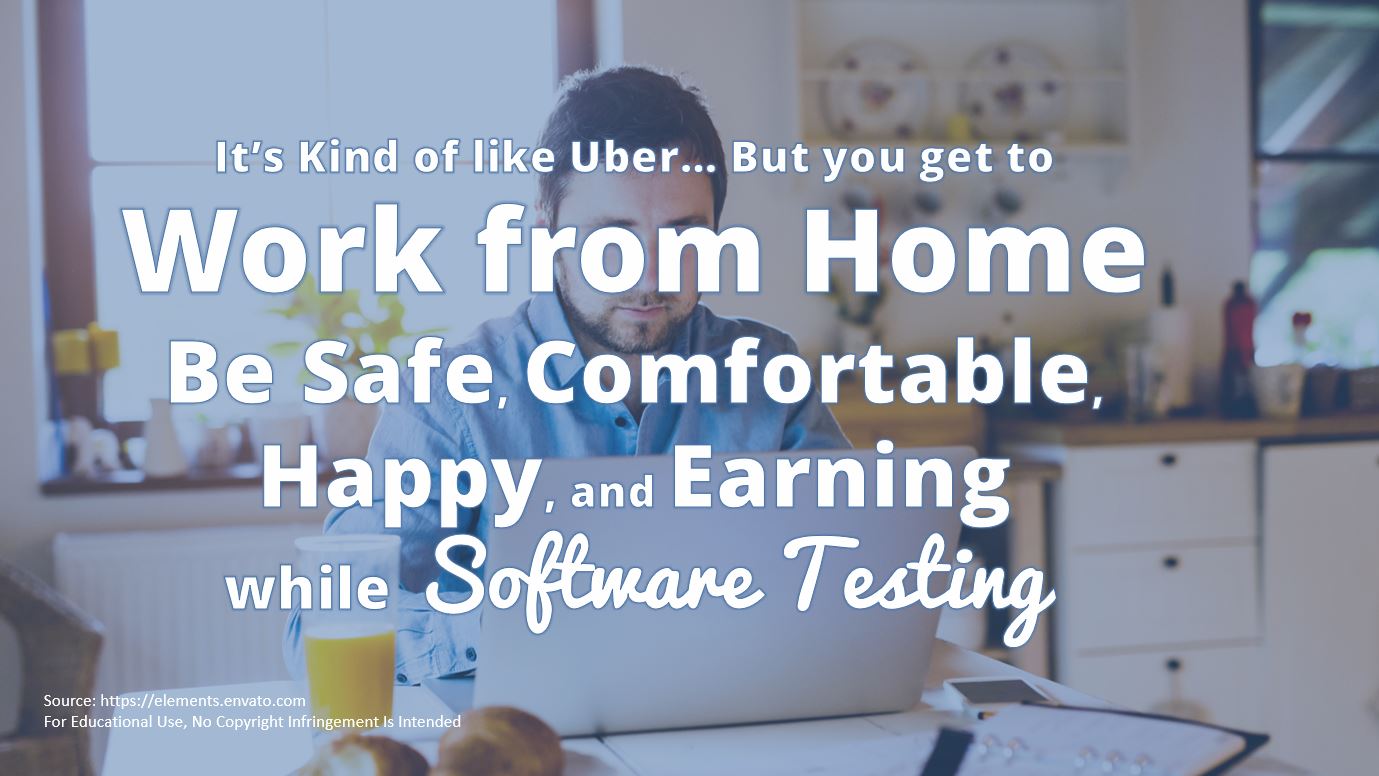 It's Kind of like Uber... But you get to
Work from Home
Be Safe, Comfortable,
Happy, and Earning
while Software Testing
Source: https://elements.envato.com
For Educational Use, No Copyright Infringement Is Intended